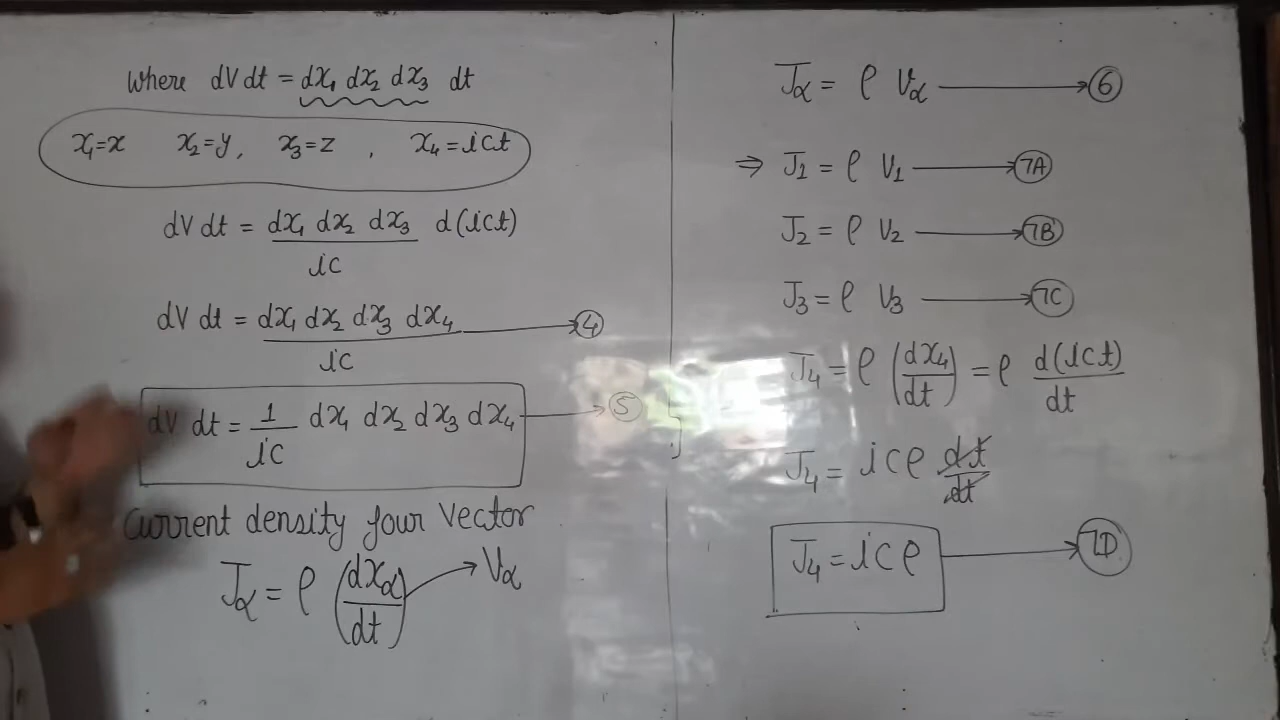 Where dV dt = dx₁ dx₂ dx₃ dt
x₁=x x₂=y, x₃=z , x₄=ict
dV dt = dx₁ dx₂ dx₃ / ic d(ict)
dV dt = dx₁ dx₂ dx₃ dx₄ / ic → ④
dV dt = 1/ic dx₁ dx₂ dx₃ dx₄ → ⑤
Current density four vector
Jα = ρ (dxα/dt) → Vα
Jα = ρ Vα → ⑥
⇒ J₁ = ρ V₁ → 7A
J₂ = ρ V₂ → 7B
J₃ = ρ V₃ → 7C
J₄ = ρ (dx₄/dt) = ρ d(ict)/dt
J₄ = icρ dt/dt
J₄ = icρ → 7D